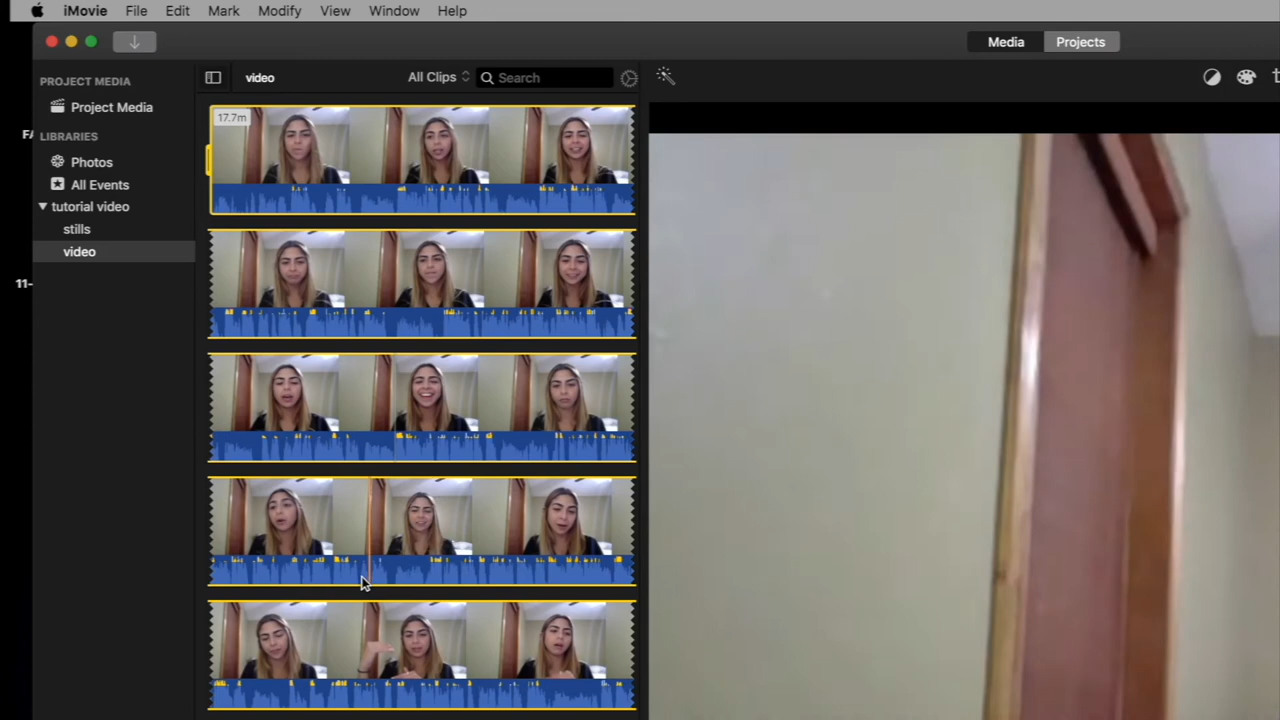 iMovie File Edit Mark Modify View Window Help
Media Projects
PROJECT MEDIA video All Clips Search
Project Media
17.7m
LIBRARIES
Photos
All Events
tutorial video
stills
video
11-